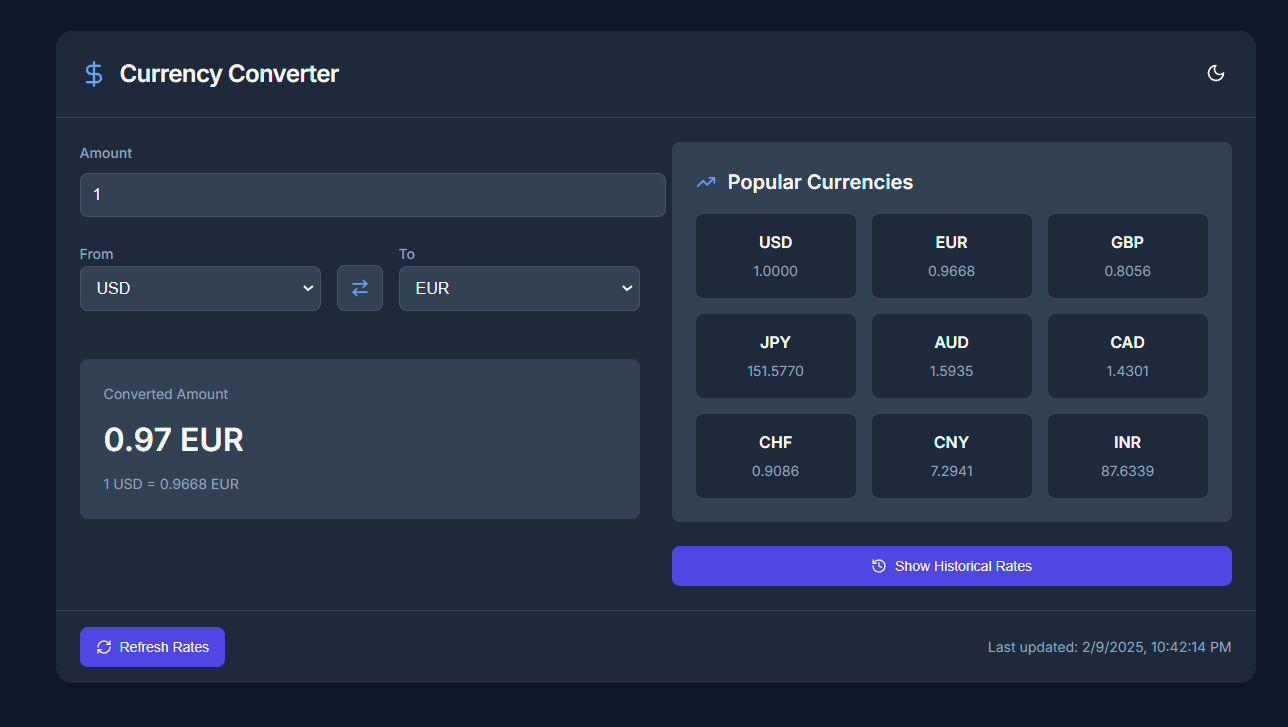 Currency Converter
Amount
1
From
To
USD
EUR
Converted Amount
0.97 EUR
1 USD = 0.9668 EUR
Popular Currencies
USD
1.0000
EUR
0.9668
GBP
0.8056
JPY
151.5770
AUD
1.5935
CAD
1.4301
CHF
0.9086
CNY
7.2941
INR
87.6339
Show Historical Rates
Refresh Rates
Last updated: 2/9/2025, 10:42:14 PM